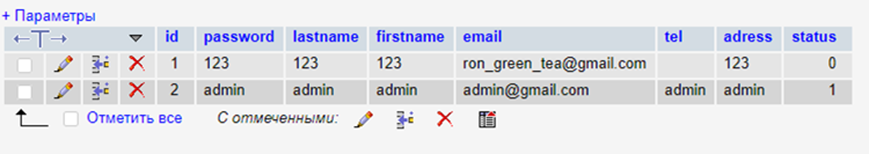 + Параметры
id password lastname firstname email tel adress status
1 123 123 123 ron_green_tea@gmail.com 123 0
2 admin admin admin admin@gmail.com admin admin 1
Отметить все С отмеченными: